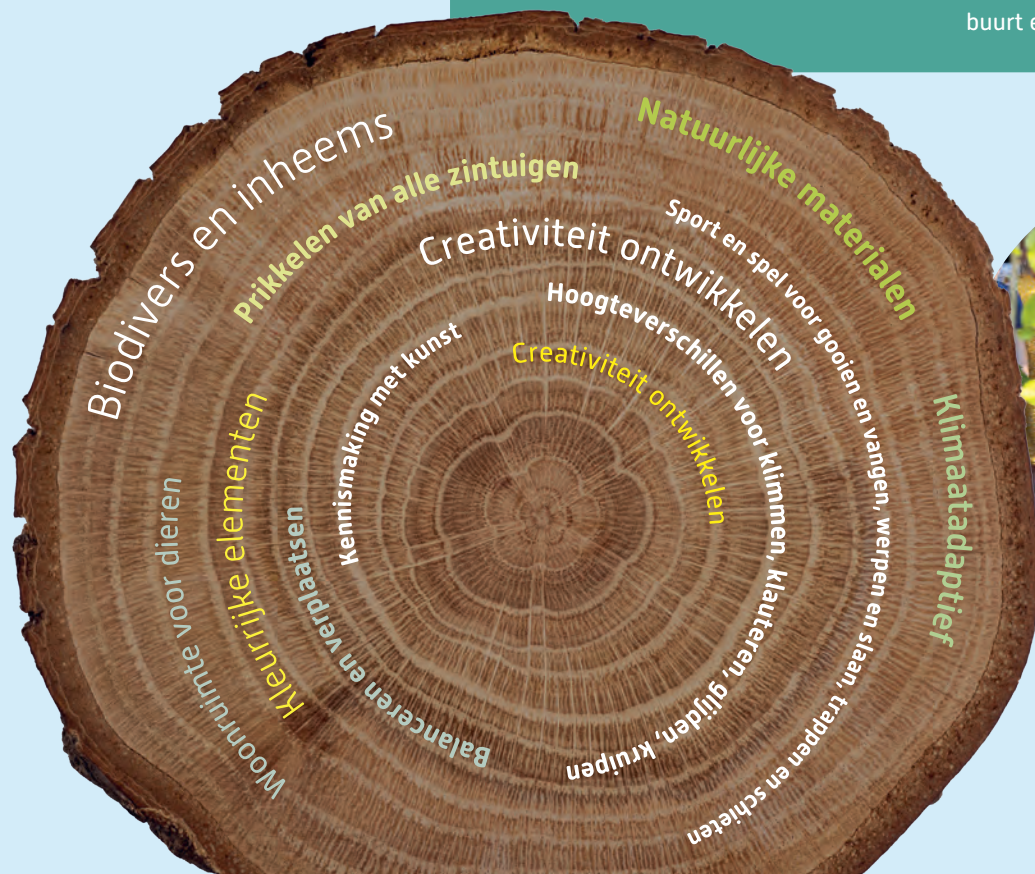 buurt e
Biodivers en inheems
Natuurlijke materialen
Prikkelen van alle zintuigen
Sport en spel voor gooien en vangen, werpen en slaan, trappen en schieten
Creativiteit ontwikkelen
Hoogteverschillen voor klimmen, klauteren, glijden, kruipen
Kennismaking met kunst
Creativiteit ontwikkelen
Klimaatadaptief
Kleurrijke elementen
Woonruimte voor dieren
Balanceren en verplaatsen